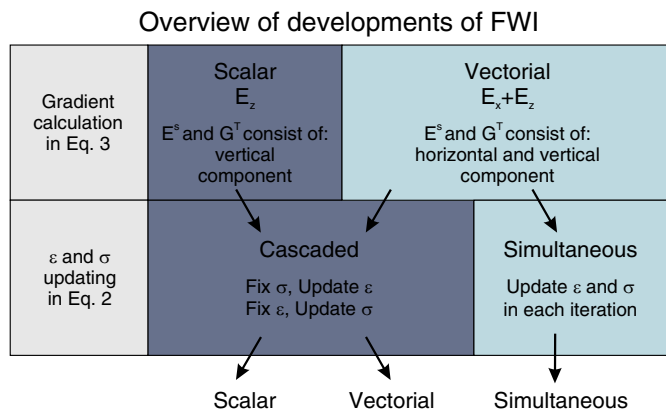 Overview of developments of FWI
Gradient
calculation
in Eq. 3
Scalar
E_z
E^s and G^T consist of:
vertical
component
Vectorial
E_x+E_z
E^s and G^T consist of:
horizontal and vertical
component
ε and σ
updating
in Eq. 2
Cascaded
Fix σ, Update ε
Fix ε, Update σ
Simultaneous
Update ε and σ
in each iteration
Scalar
Vectorial
Simultaneous